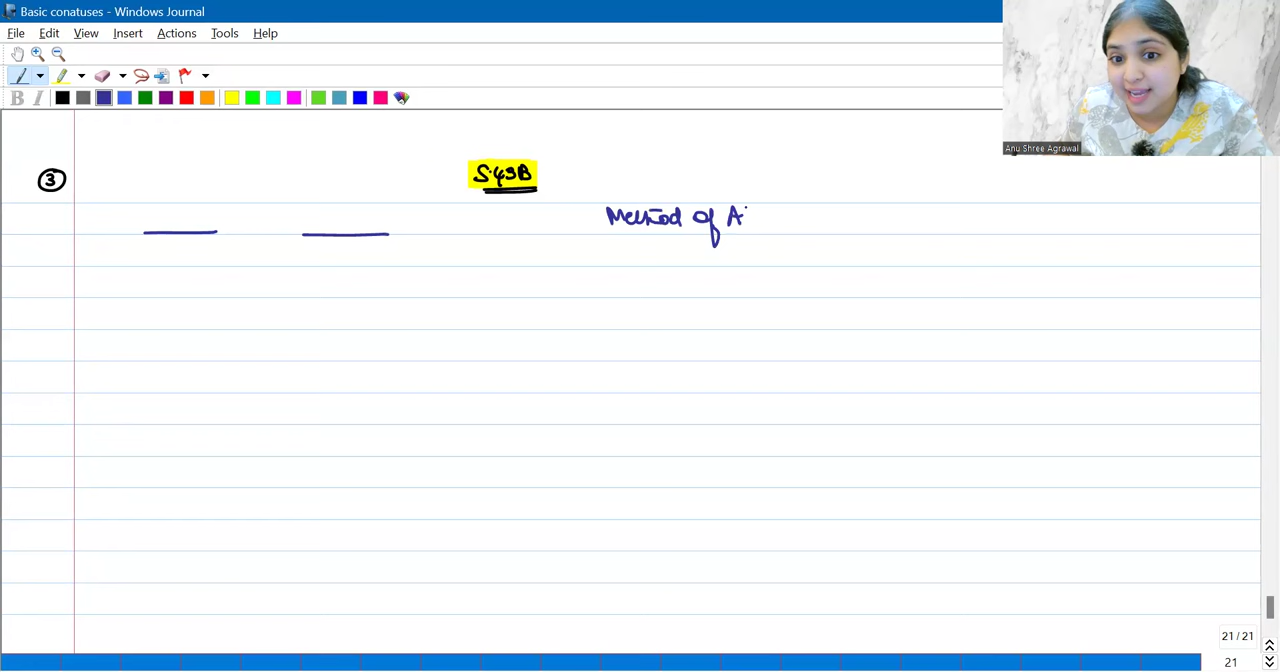 Basic conatuses - Windows Journal
File Edit View Insert Actions Tools Help
B I
Anu Shree Agrawal
3
S.43B
Method of A
21/21
21